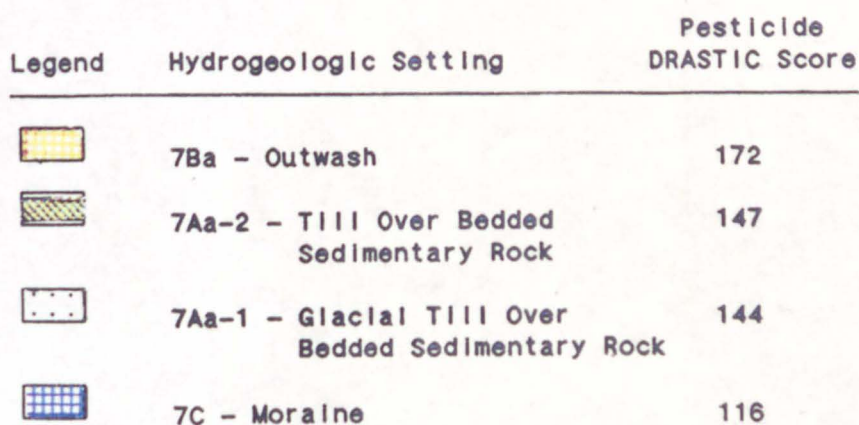 Pesticide
Legend Hydrogeologic Setting DRASTIC Score
7Ba - Outwash 172
7Aa-2 - Till Over Bedded 147
Sedimentary Rock
7Aa-1 - Glacial Till Over 144
Bedded Sedimentary Rock
7C - Moraine 116